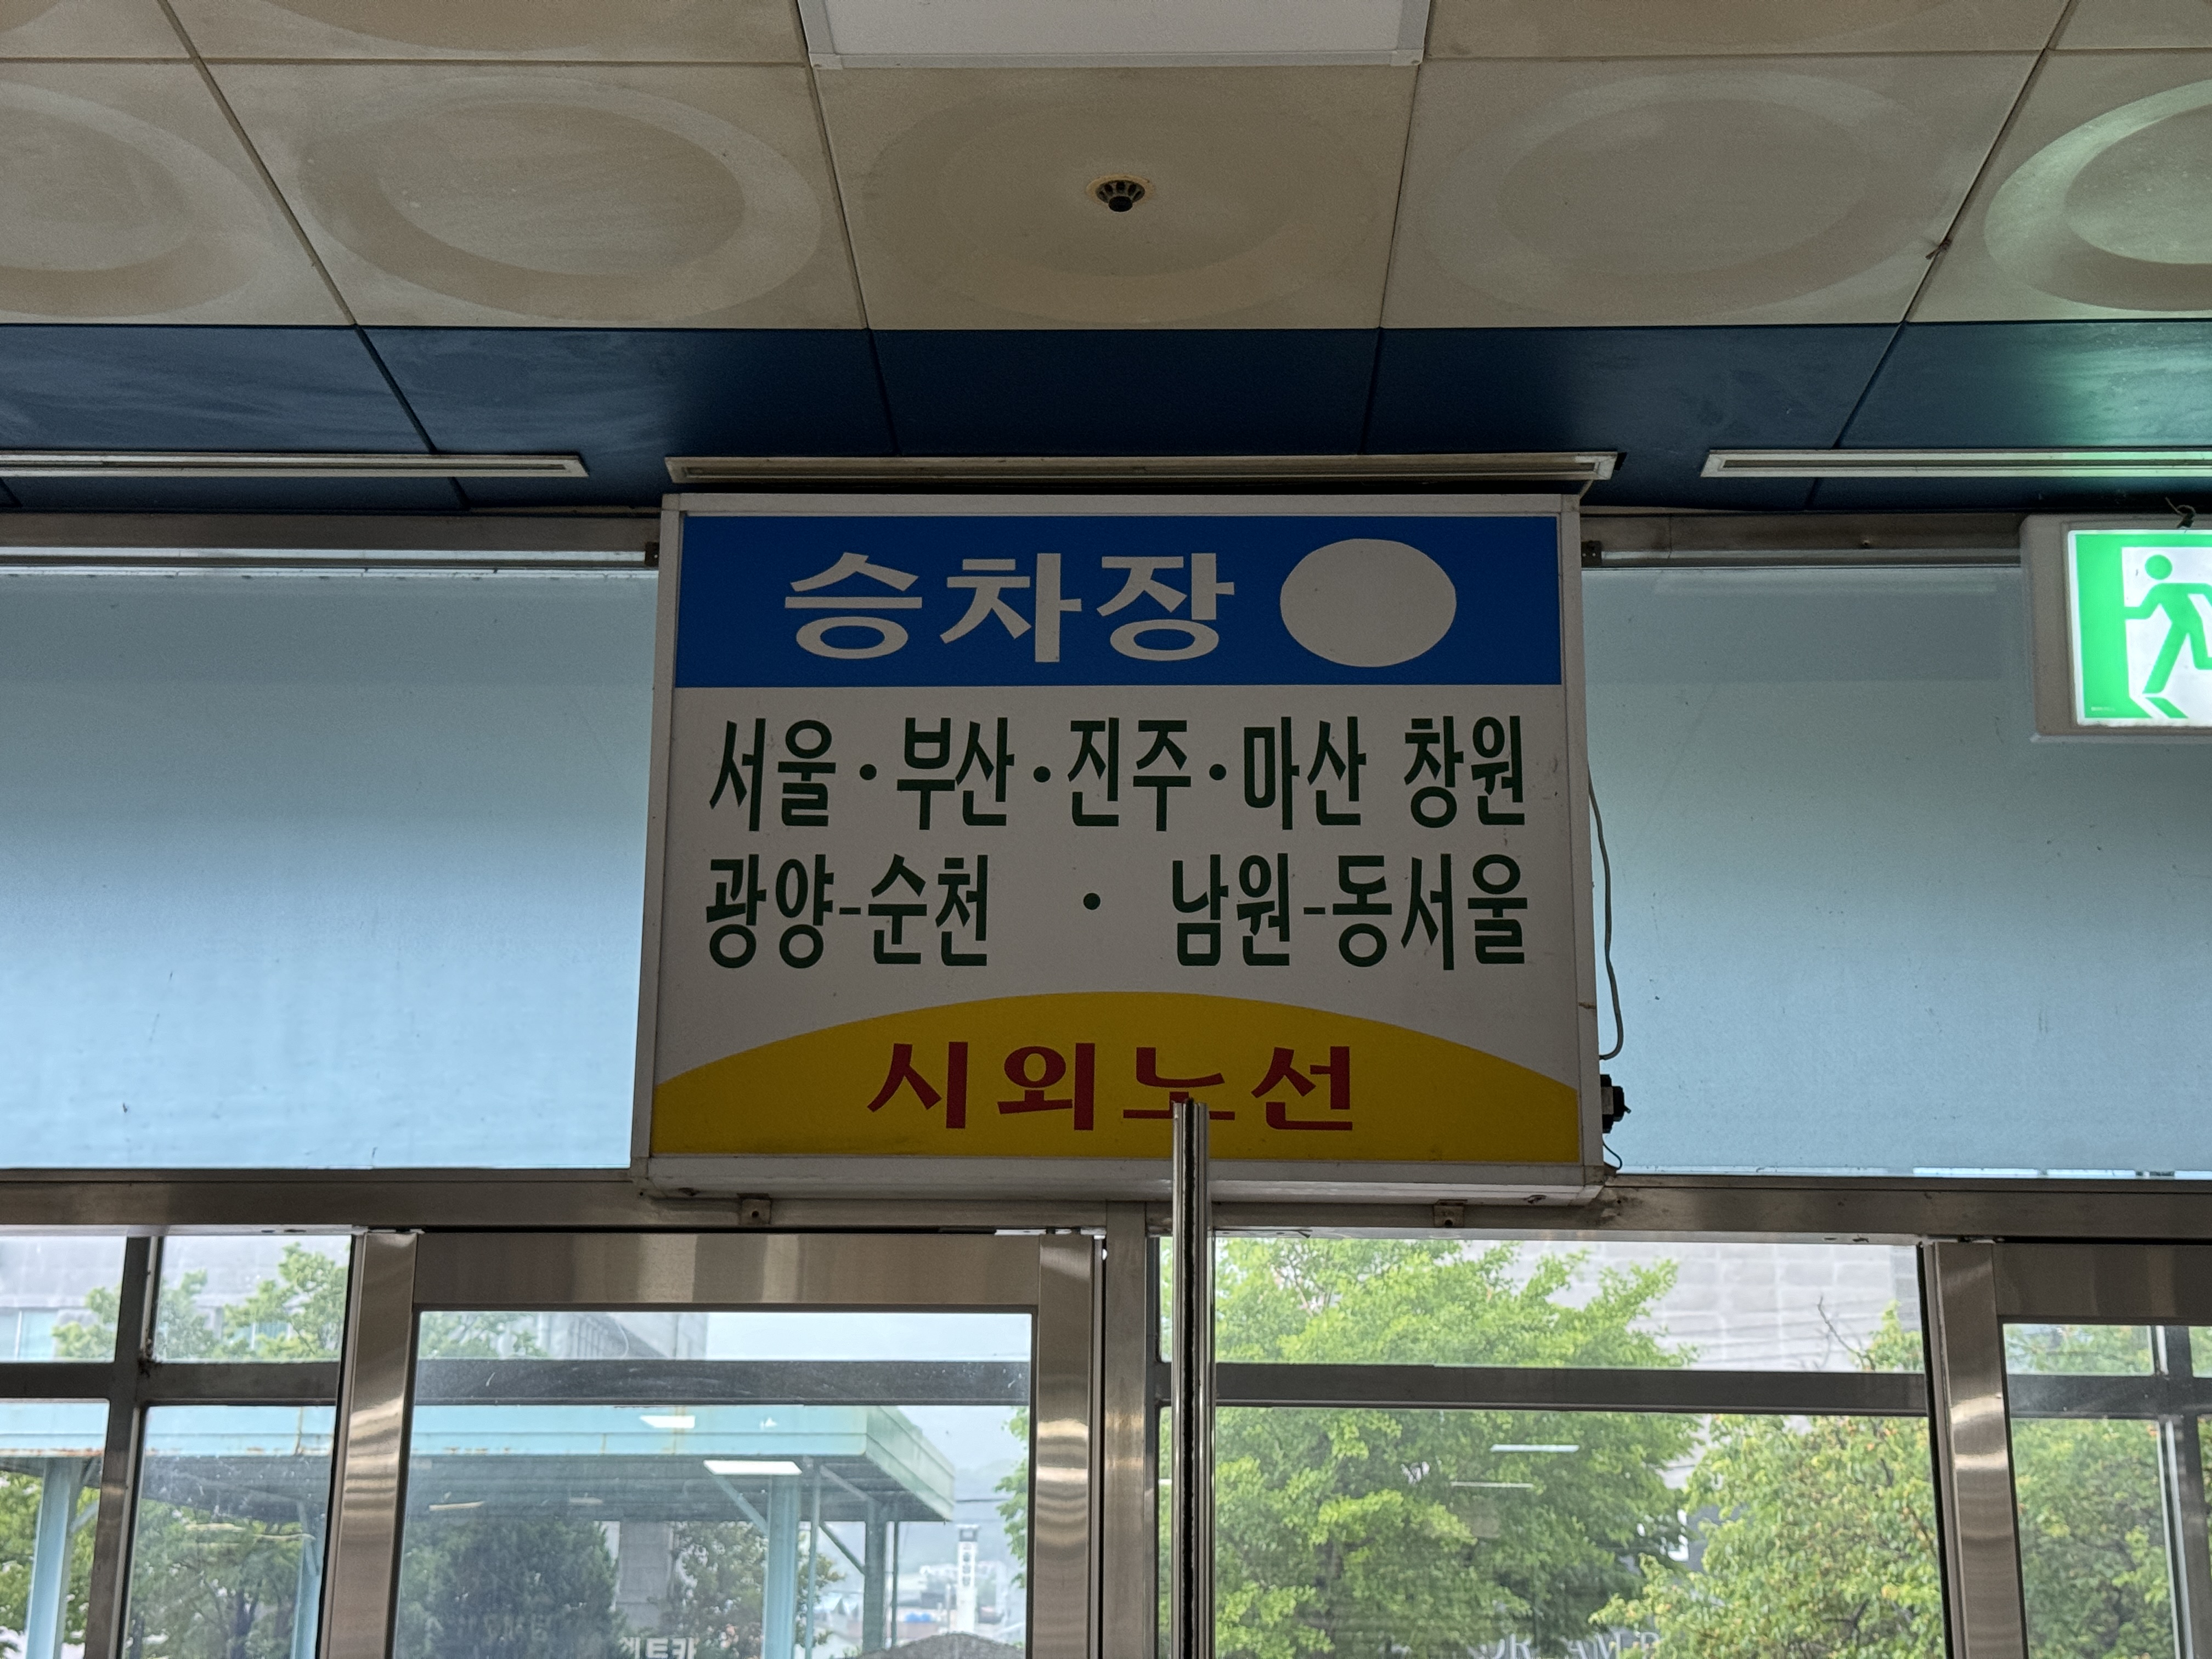 승차장
서울·부산·진주·마산 창원
광양-순천 · 남원-동서울
시외노선